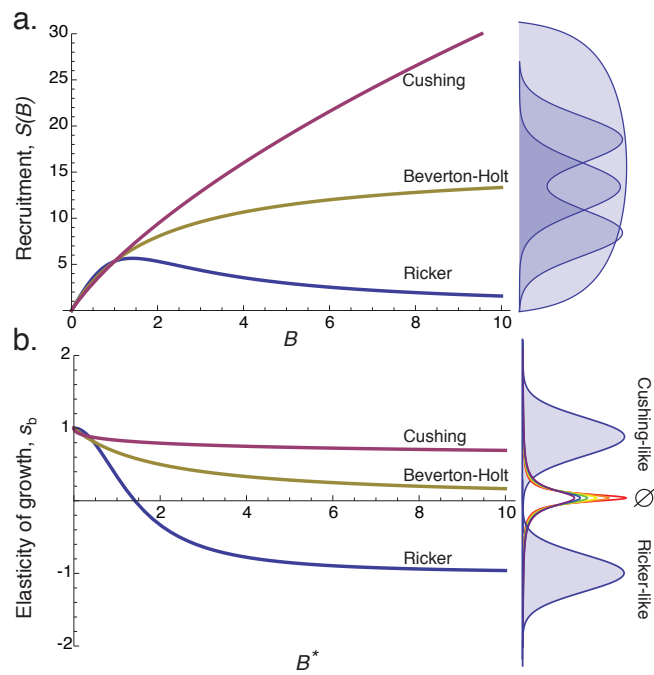 a.
30
25
20
15
10
5
Recruitment, S(B)
Cushing
Beverton-Holt
Ricker
0 2 4 6 8 10
B
b.
2
1
-1
-2
Elasticity of growth, s_b
Cushing
Beverton-Holt
Ricker
0 2 4 6 8 10
B*
Cushing-like
∅
Ricker-like